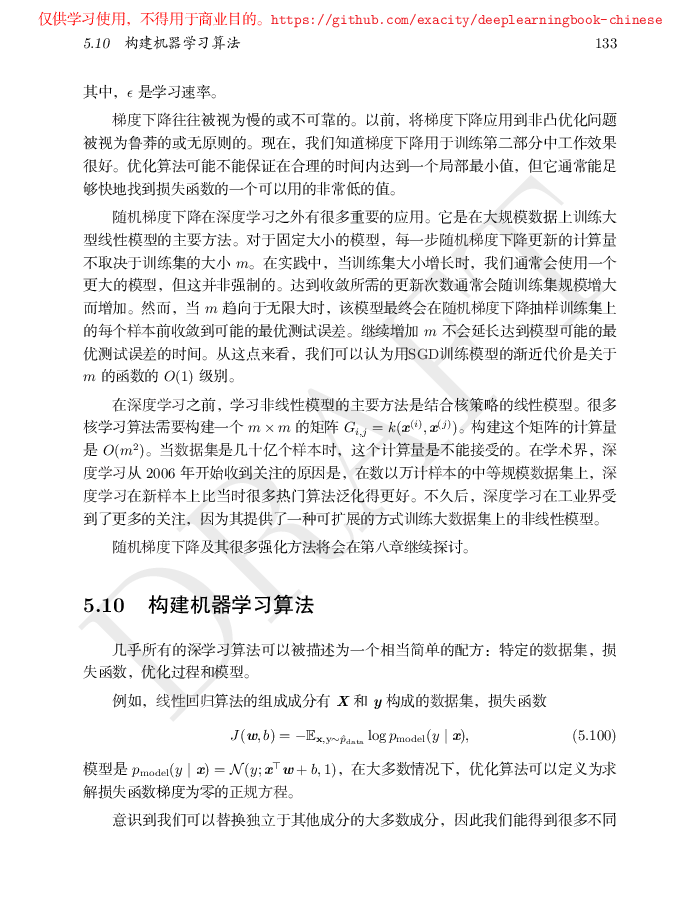 仅供学习使用，不得用于商业目的。https://github.com/exacity/deeplearningbook-chinese
5.10 构建机器学习算法 133
其中，ϵ 是学习速率。
梯度下降往往被视为慢的或不可靠的。以前，将梯度下降应用到非凸优化问题
被视为鲁莽的或无原则的。现在，我们知道梯度下降用于训练第二部分中工作效果
很好。优化算法可能不能保证在合理的时间内达到一个局部最小值，但它通常能足
够快地找到损失函数的一个可以用的非常低的值。
随机梯度下降在深度学习之外有很多重要的应用。它是在大规模数据上训练大
型线性模型的主要方法。对于固定大小的模型，每一步随机梯度下降更新的计算量
不取决于训练集的大小 m。在实践中，当训练集大小增长时，我们通常会使用一个
更大的模型，但这并非强制的。达到收敛所需的更新次数通常会随训练集规模增大
而增加。然而，当 m 趋向于无限大时，该模型最终会在随机梯度下降抽样训练集上
的每个样本前收敛到可能的最优测试误差。继续增加 m 不会延长达到模型可能的最
优测试误差的时间。从这点来看，我们可以认为用SGD训练模型的渐近代价是关于
m 的函数的 O(1) 级别。
在深度学习之前，学习非线性模型的主要方法是结合核策略的线性模型。很多
核学习算法需要构建一个 m × m 的矩阵 G_{i,j} = k(x^{(i)}, x^{(j)})。构建这个矩阵的计算量
是 O(m²)。当数据集是几十亿个样本时，这个计算量是不能接受的。在学术界，深
度学习从 2006 年开始收到关注的原因是，在数以万计样本的中等规模数据集上，深
度学习在新样本上比当时很多热门算法泛化得更好。不久后，深度学习在工业界受
到了更多的关注，因为其提供了一种可扩展的方式训练大数据集上的非线性模型。
随机梯度下降及其很多强化方法将会在第八章继续探讨。
5.10 构建机器学习算法
几乎所有的深学习算法可以被描述为一个相当简单的配方：特定的数据集，损
失函数，优化过程和模型。
例如，线性回归算法的组成成分有 X 和 y 构成的数据集，损失函数
J(w, b) = −𝔼_{x,y∼p̂_data} log p_model(y | x), (5.100)
模型是 p_model(y | x) = N(y; x^⊤w + b, 1)，在大多数情况下，优化算法可以定义为求
解损失函数梯度为零的正规方程。
意识到我们可以替换独立于其他成分的大多数成分，因此我们能得到很多不同
DRAFT